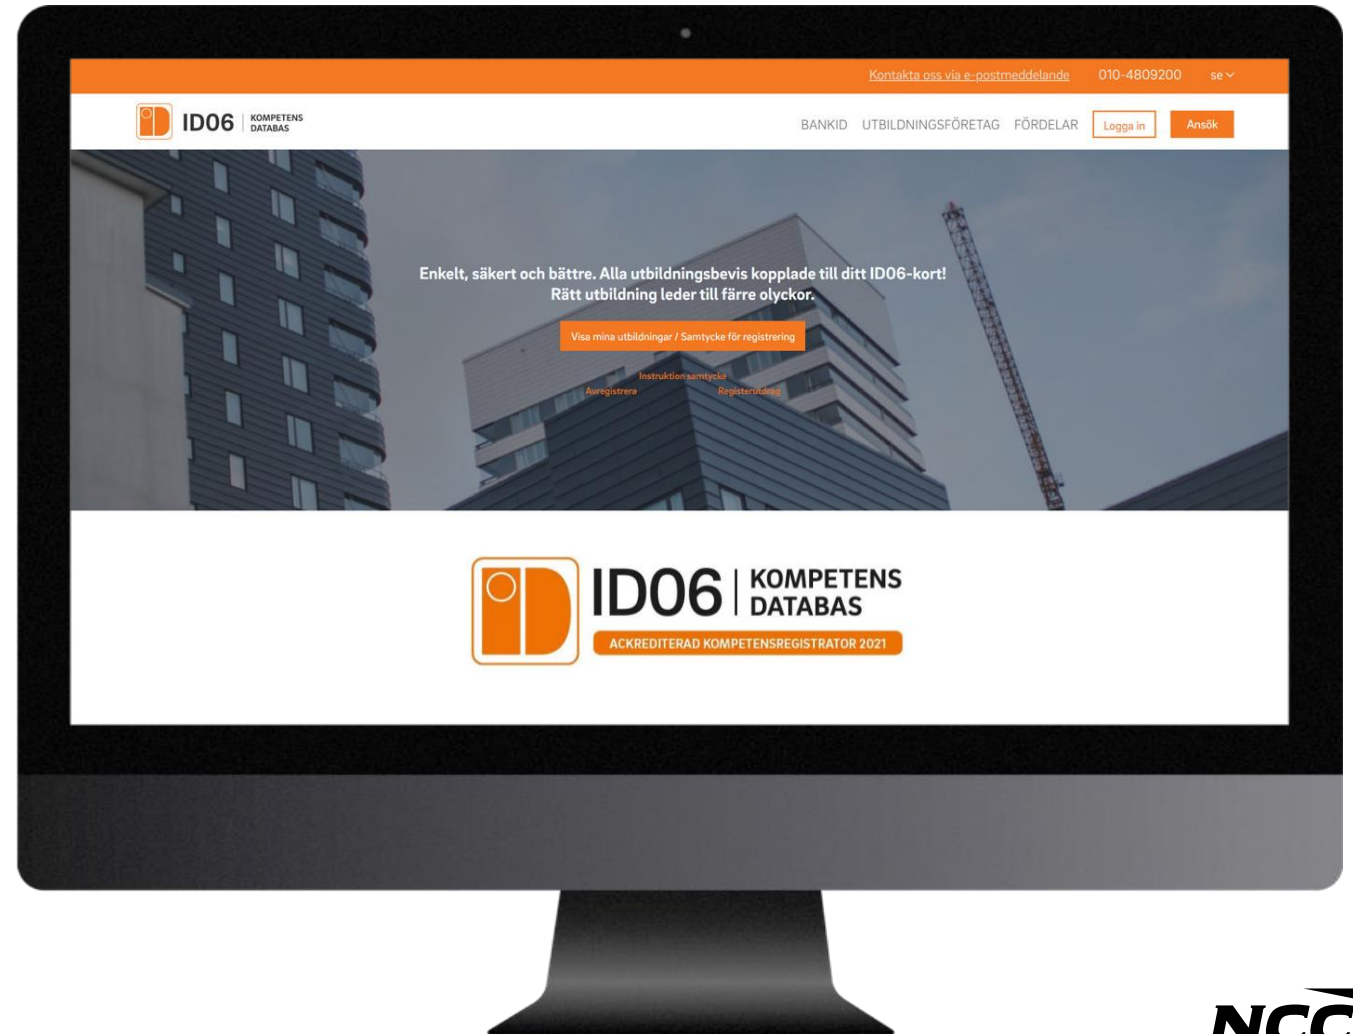 Kontakta oss via e-postmeddelande 010-4809200 se
ID06 KOMPETENS DATABAS
BANKID UTBILDNINGSFÖRETAG FÖRDELAR Logga in Ansök
Enkelt, säkert och bättre. Alla utbildningsbevis kopplade till ditt ID06-kort!
Rätt utbildning leder till färre olyckor.
Visa mina utbildningar / Samtycke för registrering
Instruktion samtycke
Avregistrera Registerutdrag
ID06 KOMPETENS
DATABAS
ACKREDITERAD KOMPETENSREGISTRATOR 2021
NCC